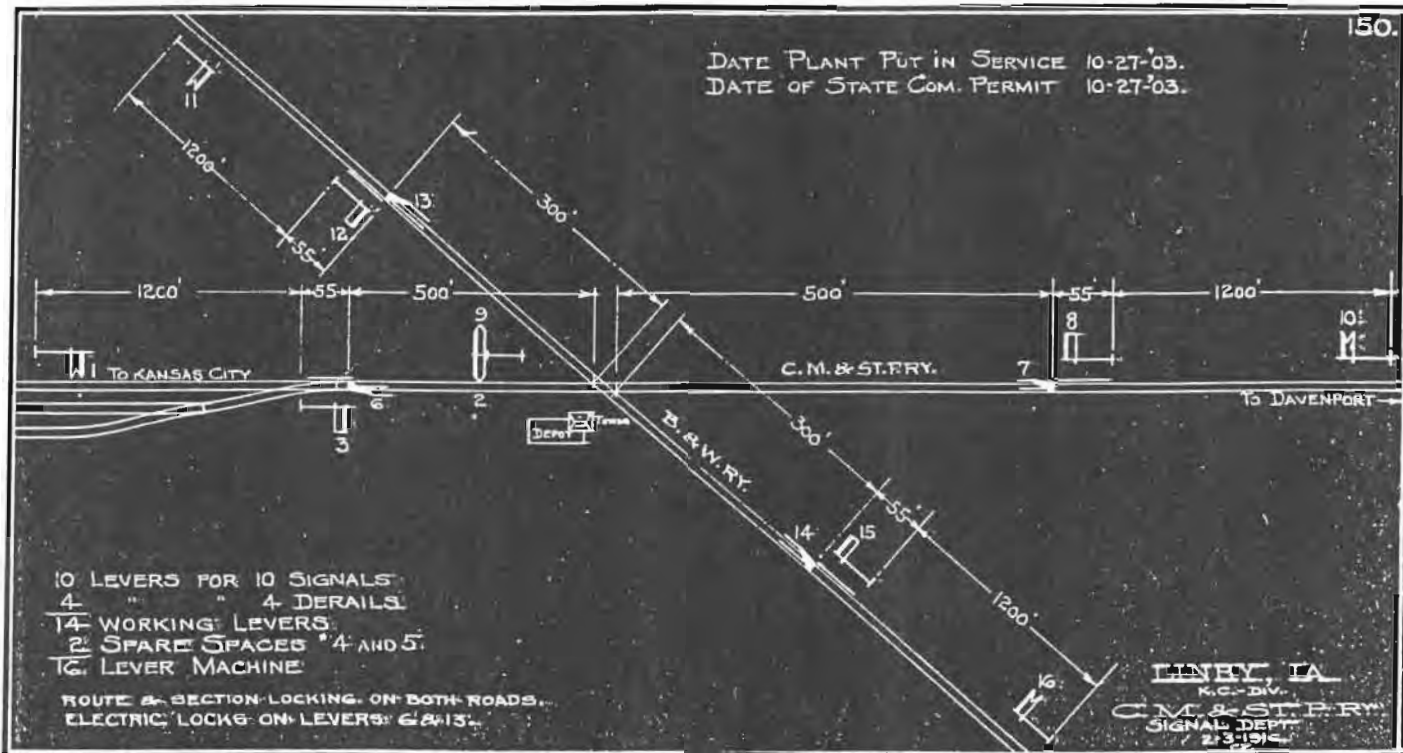 150.
DATE PLANT PUT IN SERVICE 10-27-'03.
DATE OF STATE COM. PERMIT 10-27-'03.
11
1200'
12
55'
13
300'
1200'
55
500'
500'
55'
1200'
9
8
10
1
TO KANSAS CITY
C.M. & ST.P.RY.
7
6
2
TO DAVENPORT
3
DEPOT
TOWER
B. & W. RY.
300'
55'
14
15
1200'
16
10 LEVERS FOR 10 SIGNALS
4 " " 4 DERAILS
14 WORKING LEVERS
2 SPARE SPACES #4 AND 5.
16 LEVER MACHINE
ROUTE & SECTION LOCKING ON BOTH ROADS.
ELECTRIC LOCKS ON LEVERS 6 & 13.
LINBY, IA.
K.C.-DIV.
C.M. & ST.P. RY
SIGNAL DEPT